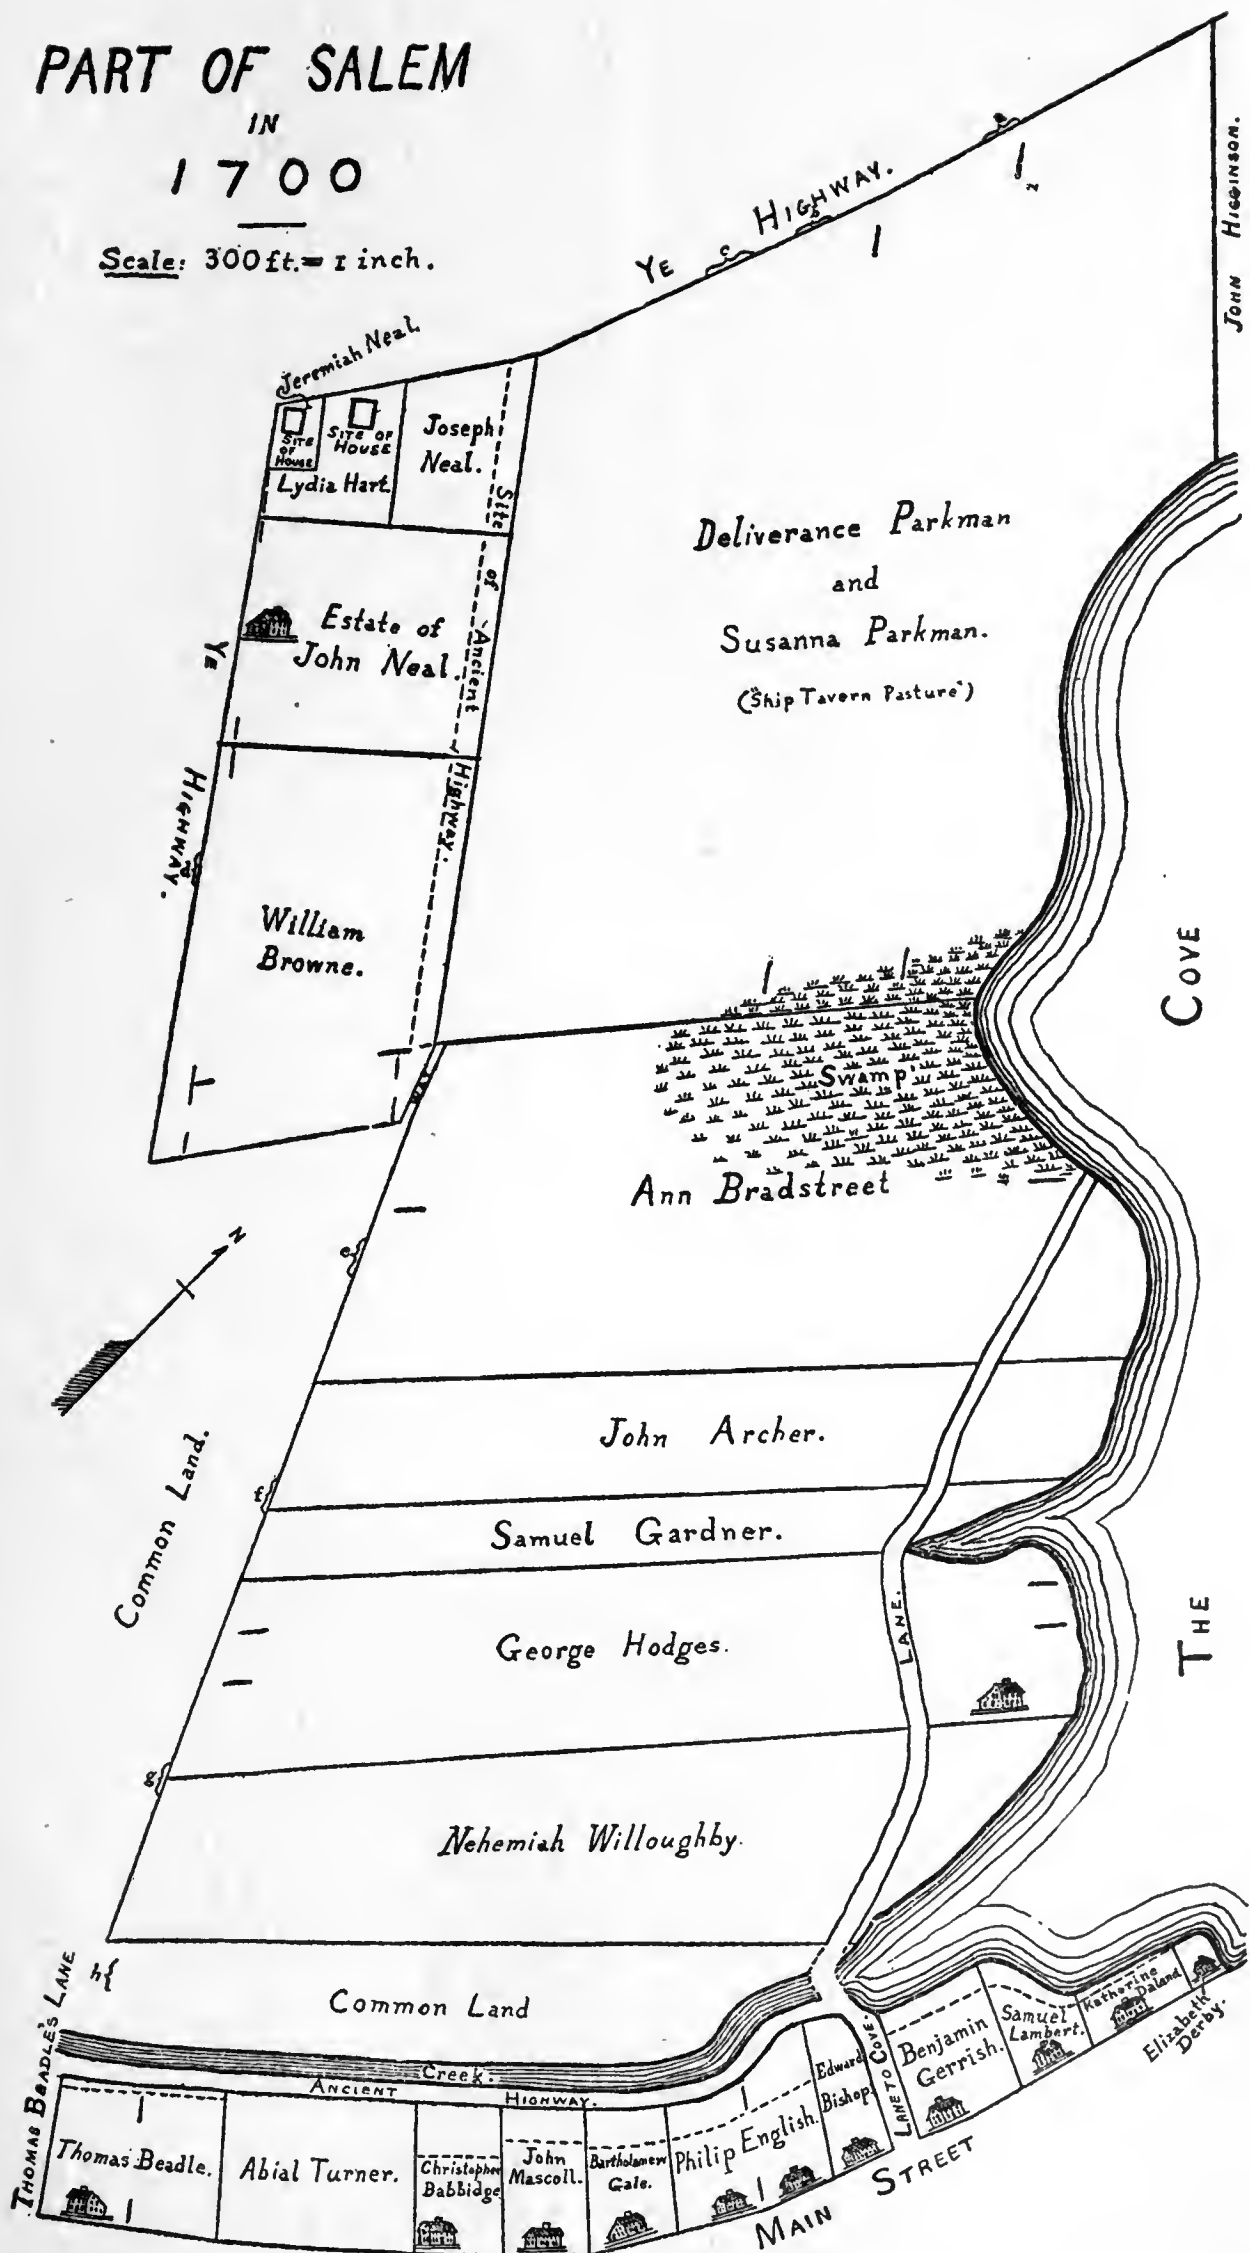 PART OF SALEM
IN
1700
Scale: 300 ft. = 1 inch.
YE HIGHWAY.
a
b
c
2
JOHN HIGGINSON.
Jeremiah Neal.
SITE OF HOUSE
SITE OF HOUSE
Lydia Hart.
Joseph
Neal.
Site of Ancient Highway.
Deliverance Parkman
and
Susanna Parkman.
("Ship Tavern Pasture")
Estate of
John Neal.
YE HIGHWAY.
d
William
Browne.
WAY
Swamp
Ann Bradstreet
THE COVE
N
e
John Archer.
f
Common Land.
Samuel Gardner.
George Hodges.
LANE.
g
Nehemiah Willoughby.
h
Common Land
THOMAS BEADLE'S LANE
Creek.
ANCIENT HIGHWAY.
Thomas Beadle.
Abial Turner.
Christopher
Babbidge
John
Mascoll.
Bartholomew
Gale.
Philip English.
Edward
Bishop.
LANE TO COVE.
Benjamin
Gerrish.
Samuel
Lambert.
Katherine
Daland
Elizabeth
Derby.
MAIN STREET